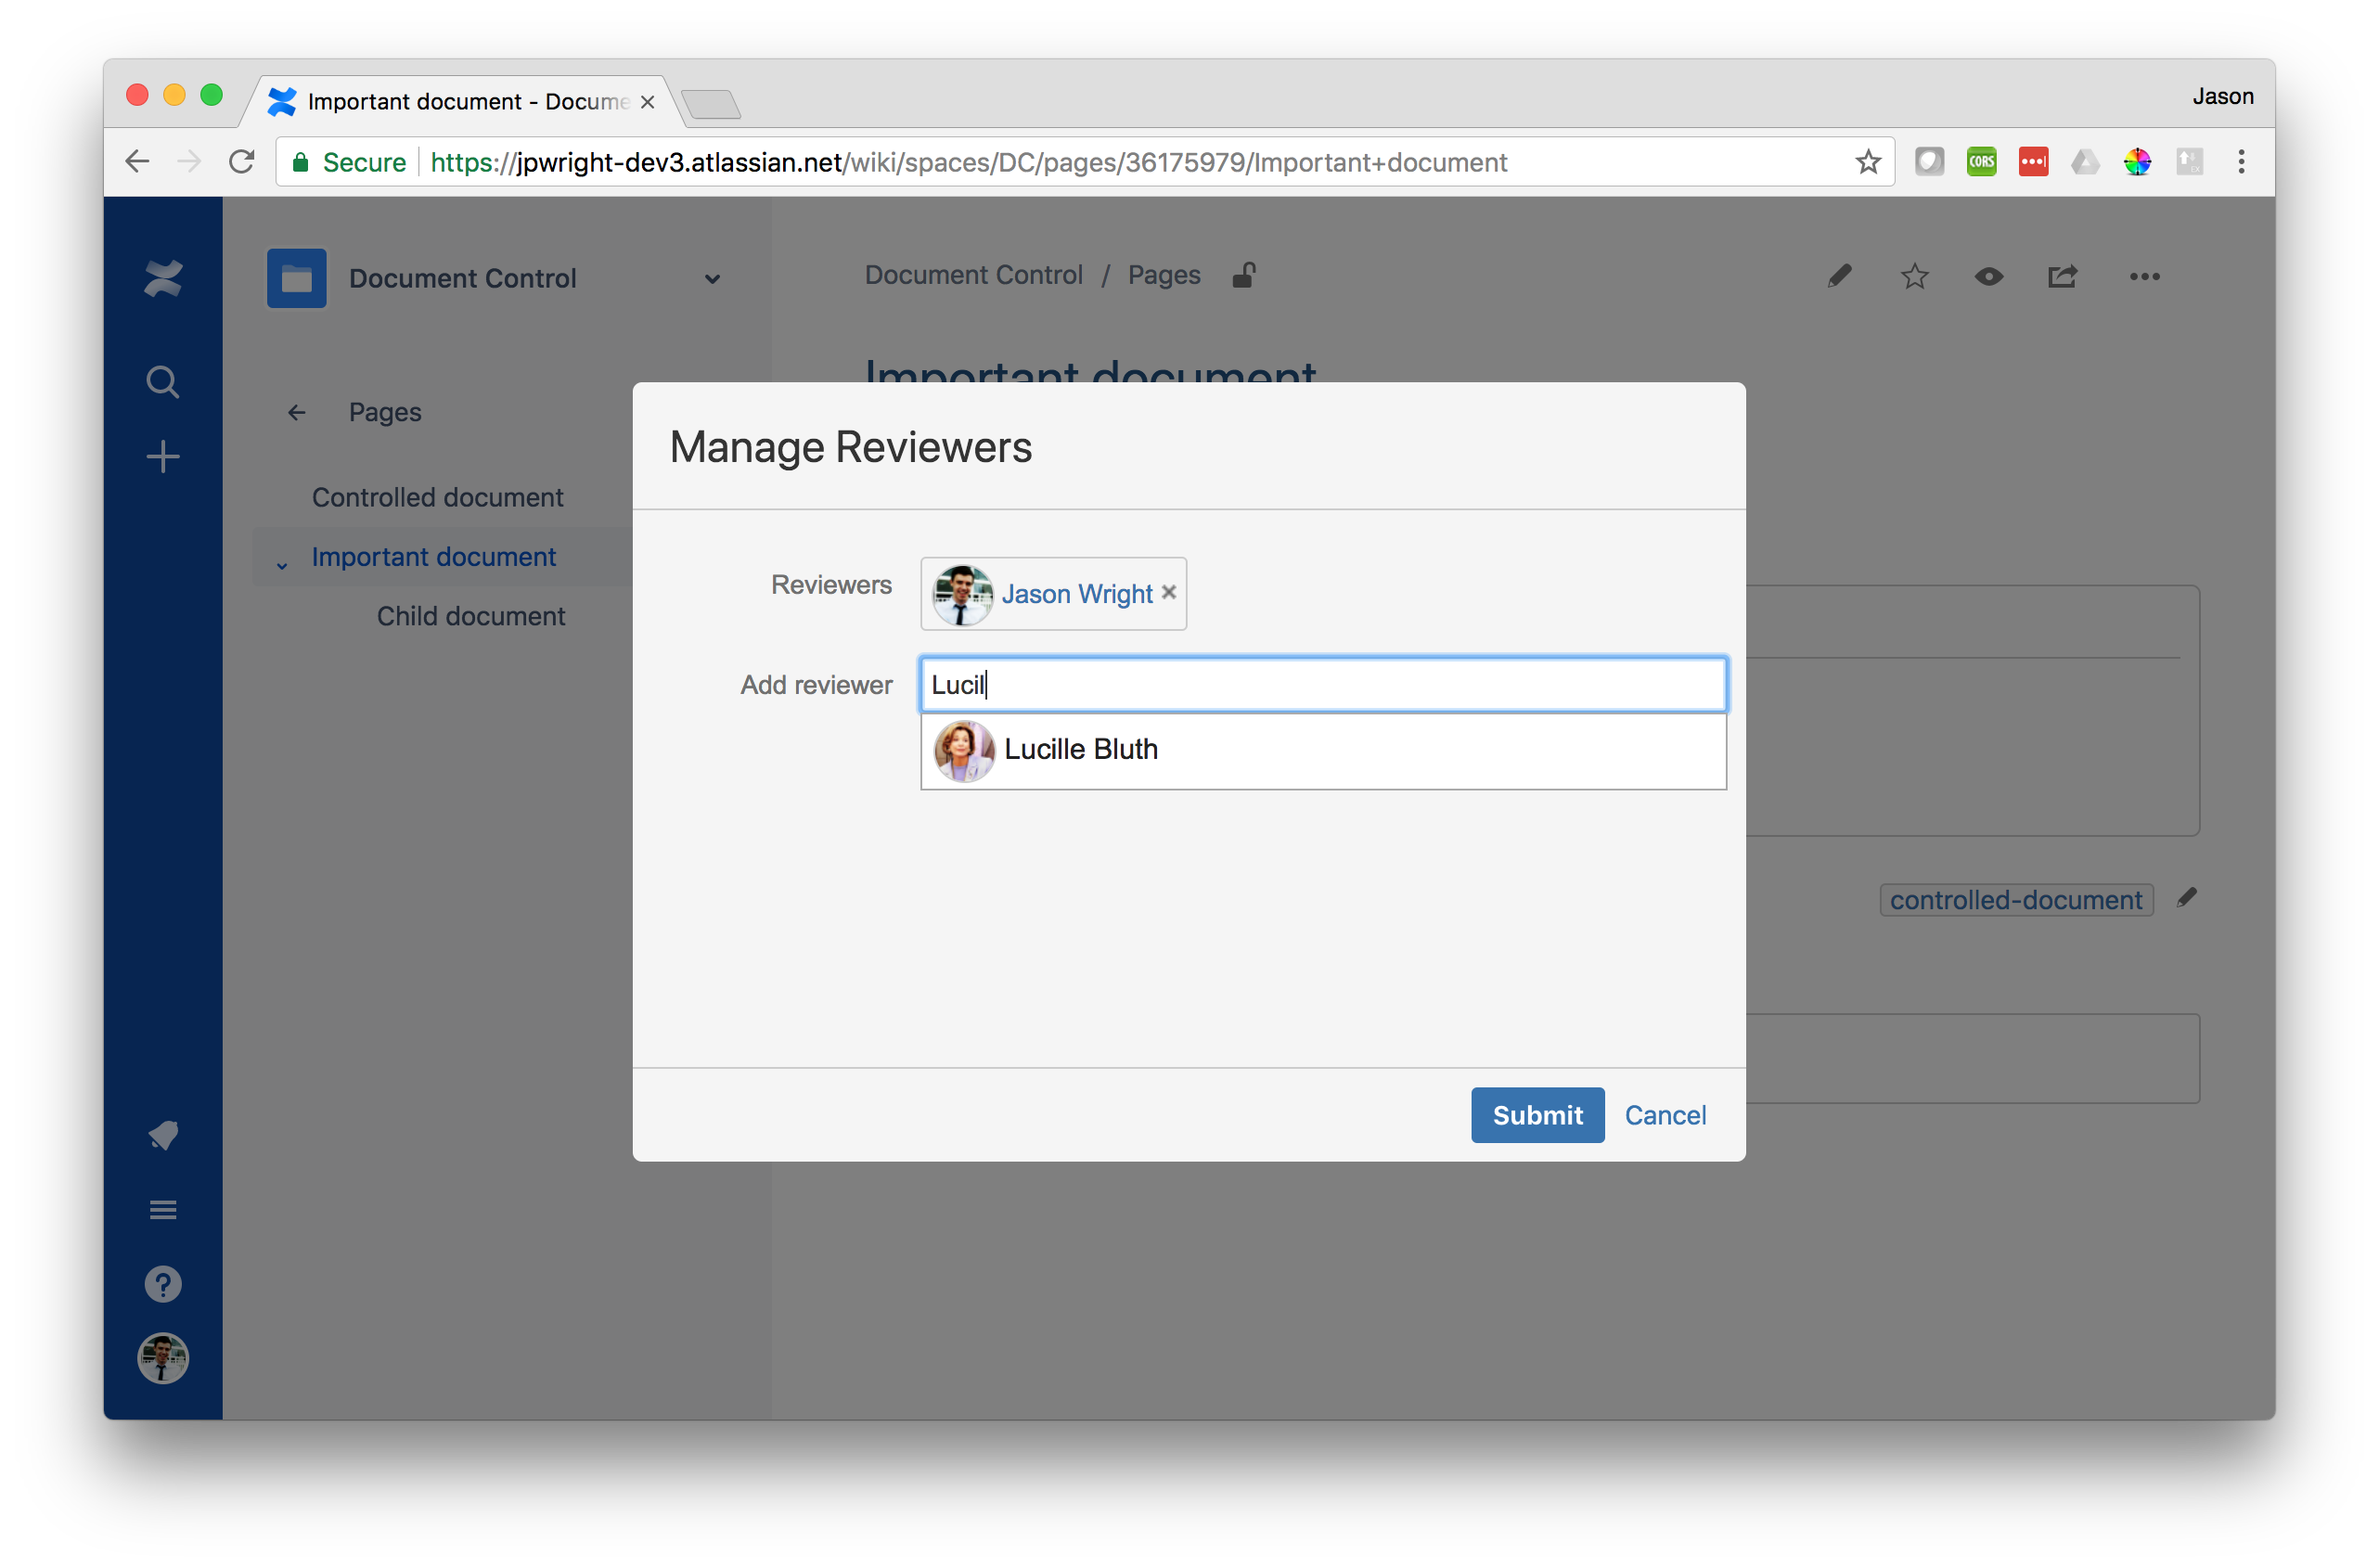 Important document - Docume
Jason
Secure
https://jpwright-dev3.atlassian.net/wiki/spaces/DC/pages/36175979/Important+document
CORS
Document Control
Document Control / Pages
Important document
Pages
Controlled document
Important document
Child document
Manage Reviewers
Reviewers
Jason Wright
Add reviewer
Lucil
Lucille Bluth
controlled-document
Submit
Cancel